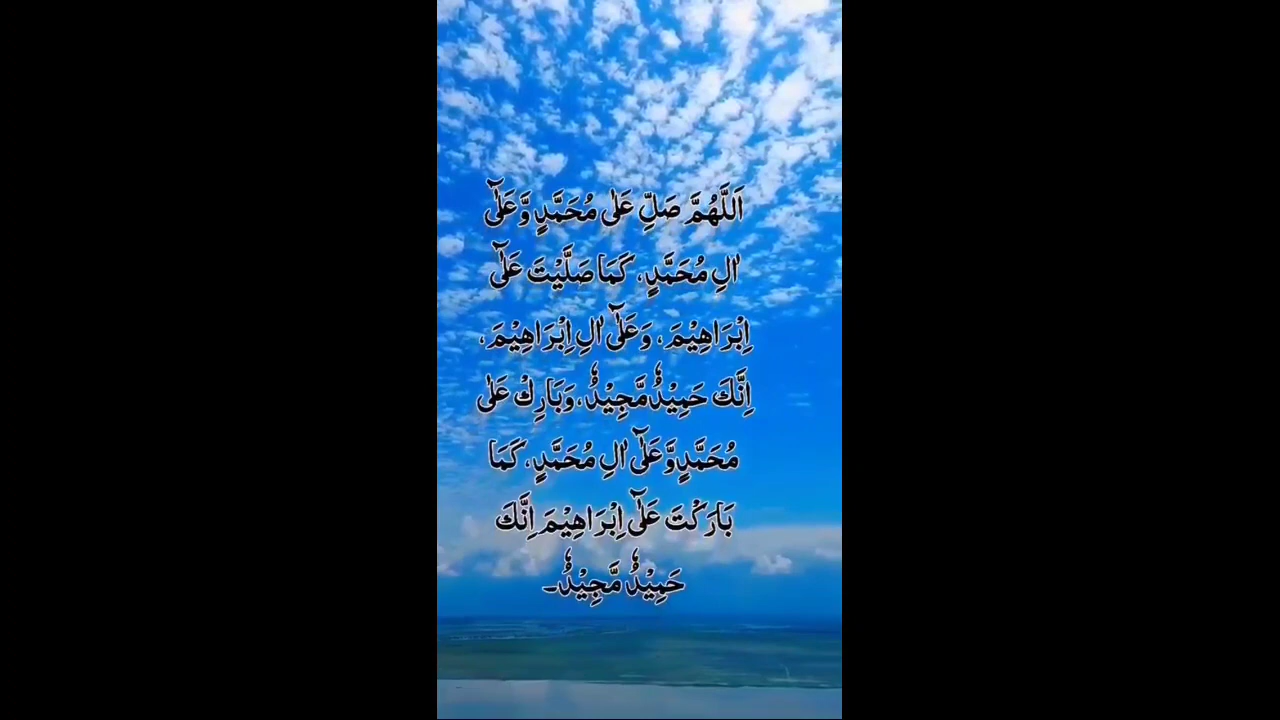 اَللّٰهُمَّ صَلِّ عَلٰى مُحَمَّدٍ وَّعَلٰٓى
اٰلِ مُحَمَّدٍ، كَمَا صَلَّيْتَ عَلٰٓى
اِبْرَاهِيْمَ، وَعَلٰٓى اٰلِ اِبْرَاهِيْمَ،
اِنَّكَ حَمِيْدٌ مَّجِيْدٌ، وَبَارِكْ عَلٰى
مُحَمَّدٍ وَّعَلٰٓى اٰلِ مُحَمَّدٍ، كَمَا
بَارَكْتَ عَلٰٓى اِبْرَاهِيْمَ اِنَّكَ
حَمِيْدٌ مَّجِيْدٌ۔